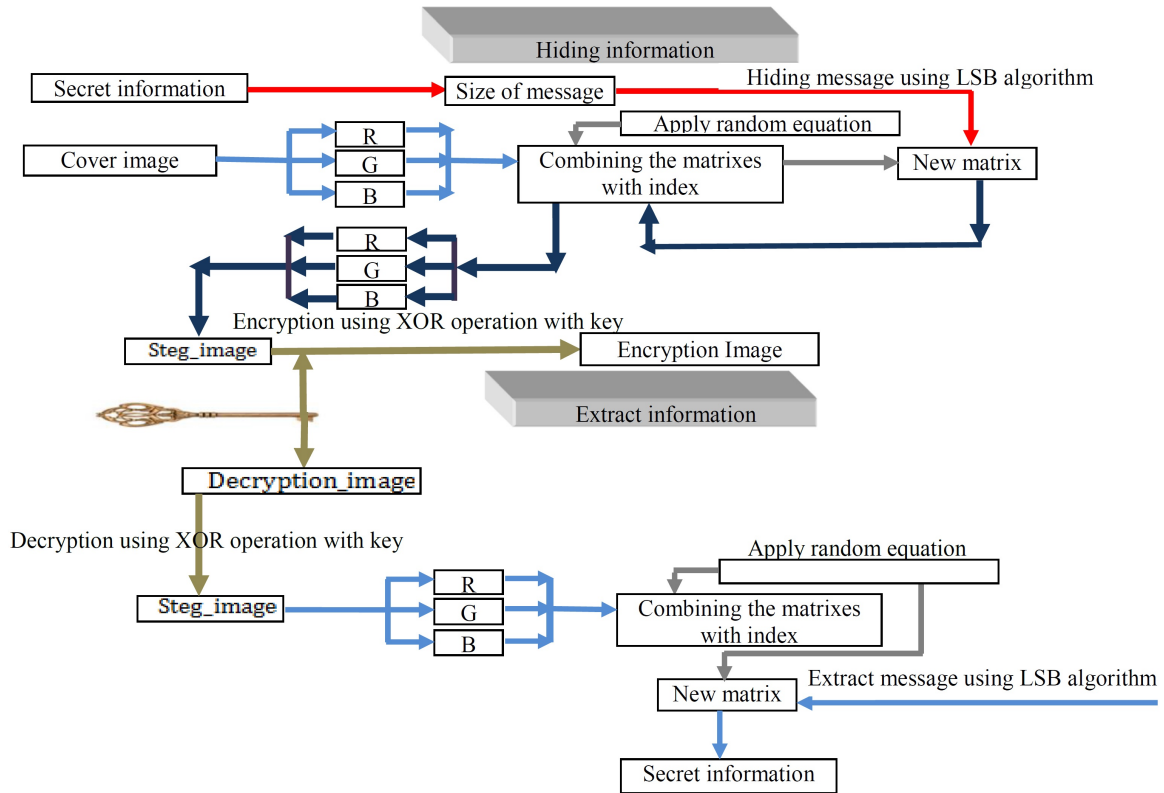 Hiding information
Secret information
Size of message
Hiding message using LSB algorithm
Apply random equation
Cover image
R
G
B
Combining the matrixes
with index
New matrix
R
G
B
Encryption using XOR operation with key
Steg_image
Encryption Image
Extract information
Decryption_image
Decryption using XOR operation with key
Apply random equation
Steg_image
R
G
B
Combining the matrixes
with index
New matrix
Extract message using LSB algorithm
Secret information